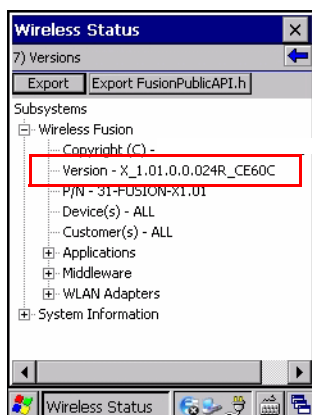 Wireless Status
7) Versions
Export Export FusionPublicAPI.h
Subsystems
Wireless Fusion
Copyright (C) -
Version - X_1.01.0.0.024R_CE60C
P/N - 31-FUSION-X1.01
Device(s) - ALL
Customer(s) - ALL
Applications
Middleware
WLAN Adapters
System Information
Wireless Status